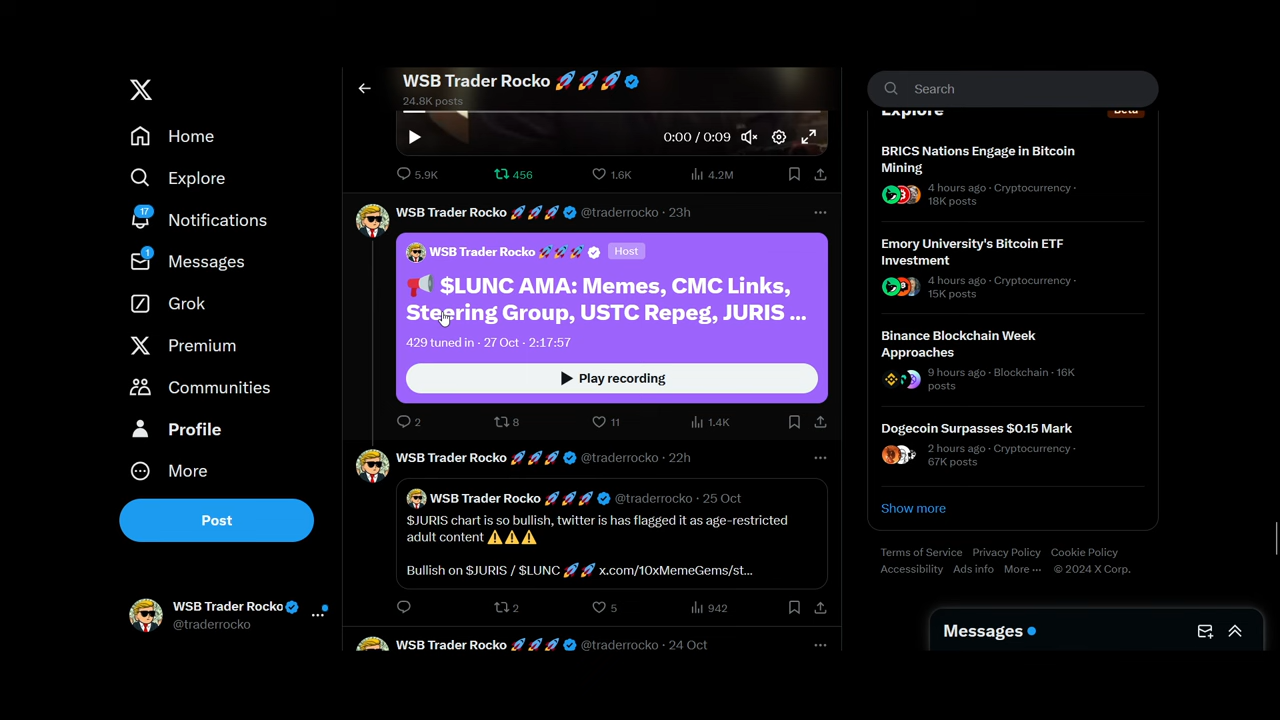 Home
Explore
17
Notifications
1
Messages
Grok
Premium
Communities
Profile
More
Post
WSB Trader Rocko
@traderrocko
WSB Trader Rocko 🚀🚀🚀
24.8K posts
0:00 / 0:09
5.9K 456 1.6K 4.2M
WSB Trader Rocko 🚀🚀🚀 @traderrocko · 23h
WSB Trader Rocko 🚀🚀🚀 Host
📢 $LUNC AMA: Memes, CMC Links,
Steering Group, USTC Repeg, JURIS ...
429 tuned in · 27 Oct · 2:17:57
Play recording
2 8 11 1.4K
WSB Trader Rocko 🚀🚀🚀 @traderrocko · 22h
WSB Trader Rocko 🚀🚀🚀 @traderrocko · 25 Oct
$JURIS chart is so bullish, twitter is has flagged it as age-restricted
adult content ⚠️⚠️⚠️
Bullish on $JURIS / $LUNC 🚀🚀 x.com/10xMemeGems/st...
2 5 942
WSB Trader Rocko 🚀🚀🚀 @traderrocko · 24 Oct
Search
Explore
Beta
BRICS Nations Engage in Bitcoin
Mining
4 hours ago · Cryptocurrency ·
18K posts
Emory University's Bitcoin ETF
Investment
4 hours ago · Cryptocurrency ·
15K posts
Binance Blockchain Week
Approaches
9 hours ago · Blockchain · 16K
posts
Dogecoin Surpasses $0.15 Mark
2 hours ago · Cryptocurrency ·
67K posts
Show more
Terms of Service Privacy Policy Cookie Policy
Accessibility Ads info More ··· © 2024 X Corp.
Messages